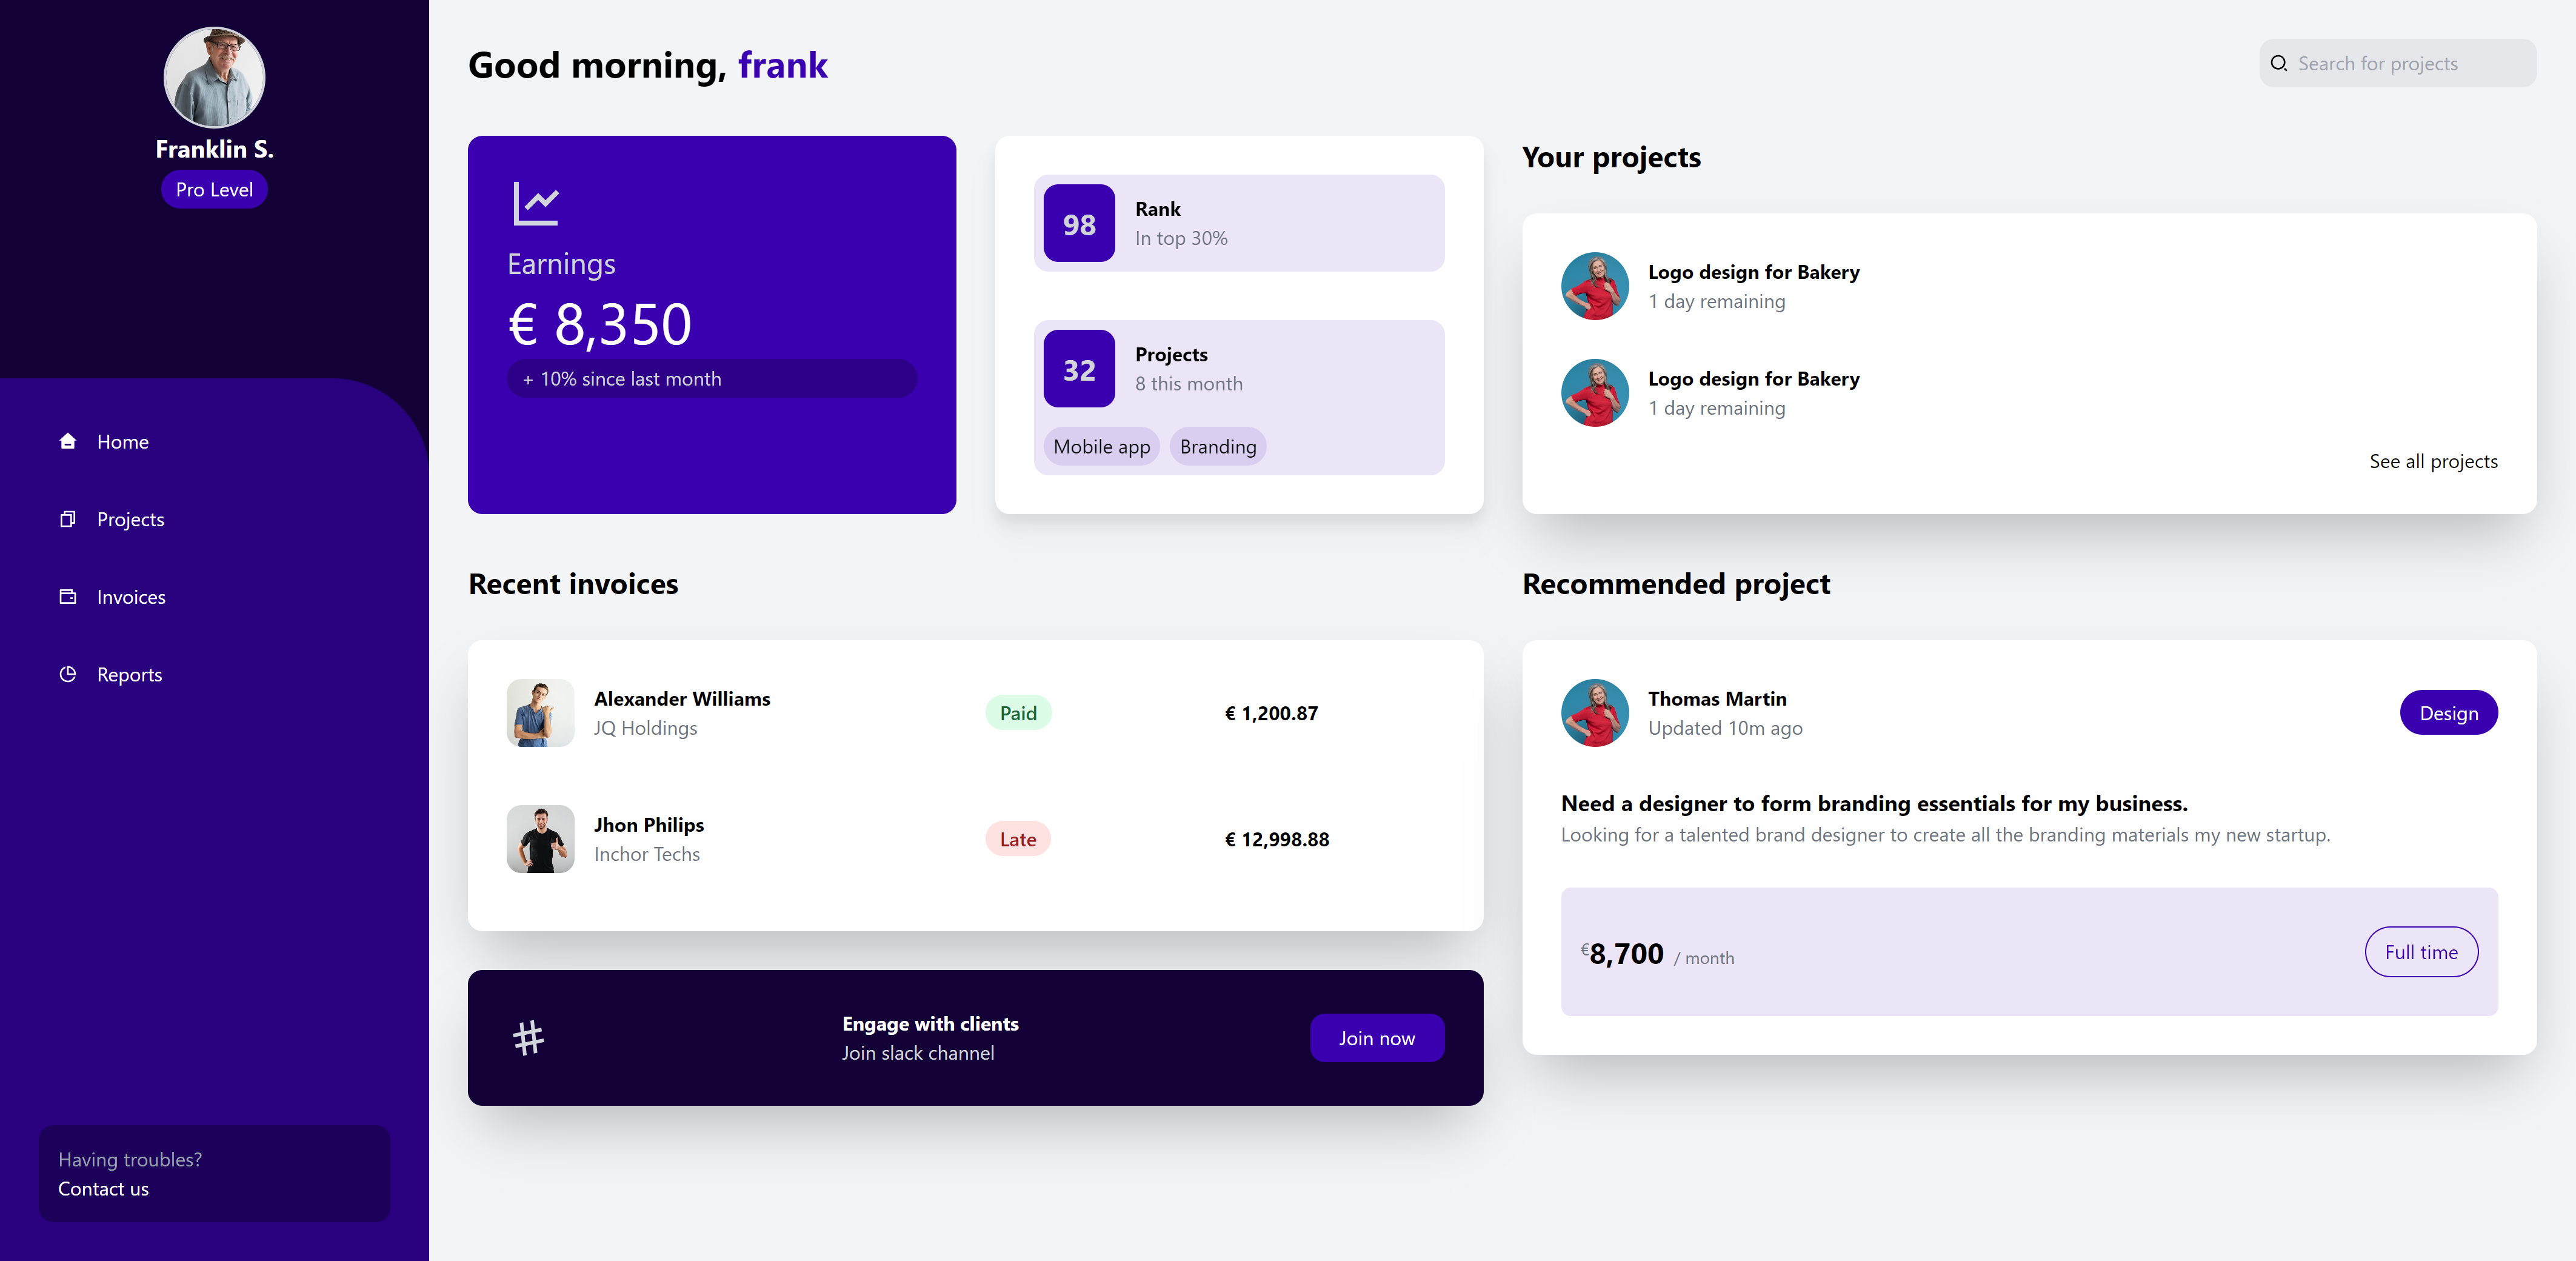 Franklin S.
Pro Level
Home
Projects
Invoices
Reports
Having troubles?
Contact us
Good morning, frank
Search for projects
Earnings
€ 8,350
+ 10% since last month
98
Rank
In top 30%
32
Projects
8 this month
Mobile app
Branding
Your projects
Logo design for Bakery
1 day remaining
Logo design for Bakery
1 day remaining
See all projects
Recent invoices
Alexander Williams
JQ Holdings
Paid
€ 1,200.87
Jhon Philips
Inchor Techs
Late
€ 12,998.88
Engage with clients
Join slack channel
Join now
Recommended project
Thomas Martin
Updated 10m ago
Design
Need a designer to form branding essentials for my business.
Looking for a talented brand designer to create all the branding materials my new startup.
€8,700 / month
Full time